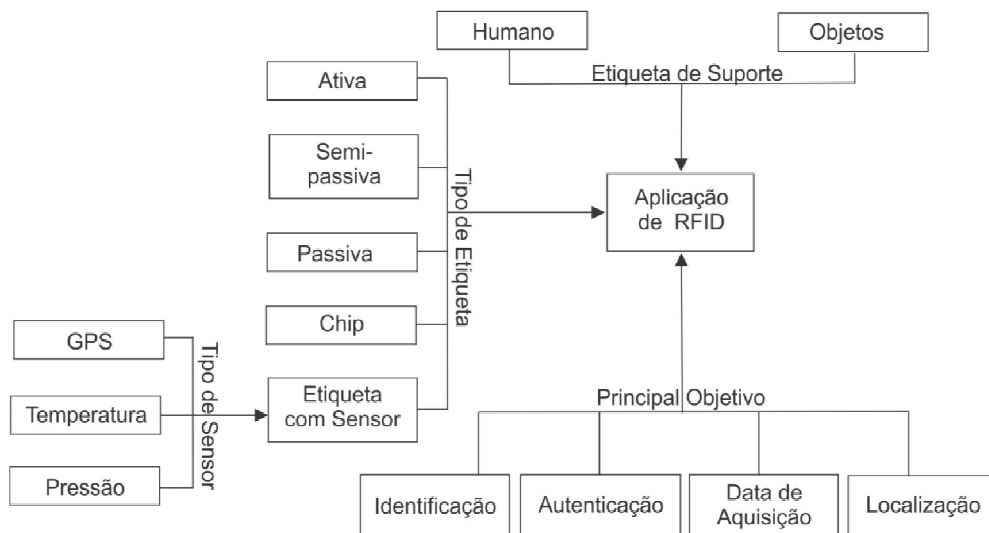 Humano
Objetos
Etiqueta de Suporte
Ativa
Semi-
passiva
Passiva
Chip
Etiqueta
com Sensor
Tipo de Etiqueta
Aplicação
de RFID
GPS
Temperatura
Pressão
Tipo de Sensor
Principal Objetivo
Identificação
Autenticação
Data de
Aquisição
Localização